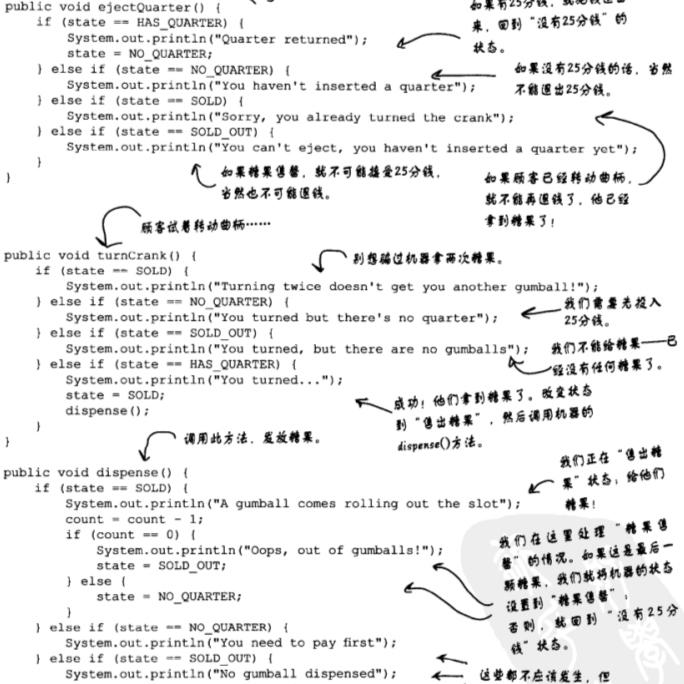 public void ejectQuarter() {
如果有25分钱，就把钱退出
来，回到“没有25分钱”的
状态。
if (state == HAS_QUARTER) {
System.out.println("Quarter returned");
state = NO_QUARTER;
} else if (state == NO_QUARTER) {
如果没有25分钱的话，当然
不能退出25分钱。
System.out.println("You haven't inserted a quarter");
} else if (state == SOLD) {
System.out.println("Sorry, you already turned the crank");
} else if (state == SOLD_OUT) {
System.out.println("You can't eject, you haven't inserted a quarter yet");
}
}
如果糖果售罄，就不可能接受25分钱，
当然也不可能退钱。
如果顾客已经转动曲柄，
就不能再退钱了，他已经
拿到糖果了！
顾客试着转动曲柄……
public void turnCrank() {
别想骗过机器拿两次糖果。
if (state == SOLD) {
System.out.println("Turning twice doesn't get you another gumball!");
} else if (state == NO_QUARTER) {
System.out.println("You turned but there's no quarter");
我们需要先投入
25分钱。
} else if (state == SOLD_OUT) {
System.out.println("You turned, but there are no gumballs");
我们不能给糖果——已
经没有任何糖果了。
} else if (state == HAS_QUARTER) {
System.out.println("You turned...");
state = SOLD;
dispense();
成功！他们拿到糖果了。改变状态
到“售出糖果”，然后调用机器的
dispense()方法。
}
}
调用此方法，发放糖果。
public void dispense() {
我们正在“售出糖
果”状态；给他们
糖果！
if (state == SOLD) {
System.out.println("A gumball comes rolling out the slot");
count = count - 1;
if (count == 0) {
System.out.println("Oops, out of gumballs!");
state = SOLD_OUT;
} else {
state = NO_QUARTER;
}
我们在这里处理“糖果售
罄”的情况。如果这是最后一
颗糖果，我们就将机器的状态
设置到“糖果售罄”；
否则，就回到“没有25分
钱”状态。
} else if (state == NO_QUARTER) {
System.out.println("You need to pay first");
} else if (state == SOLD_OUT) {
System.out.println("No gumball dispensed");
这些都不应该发生，但